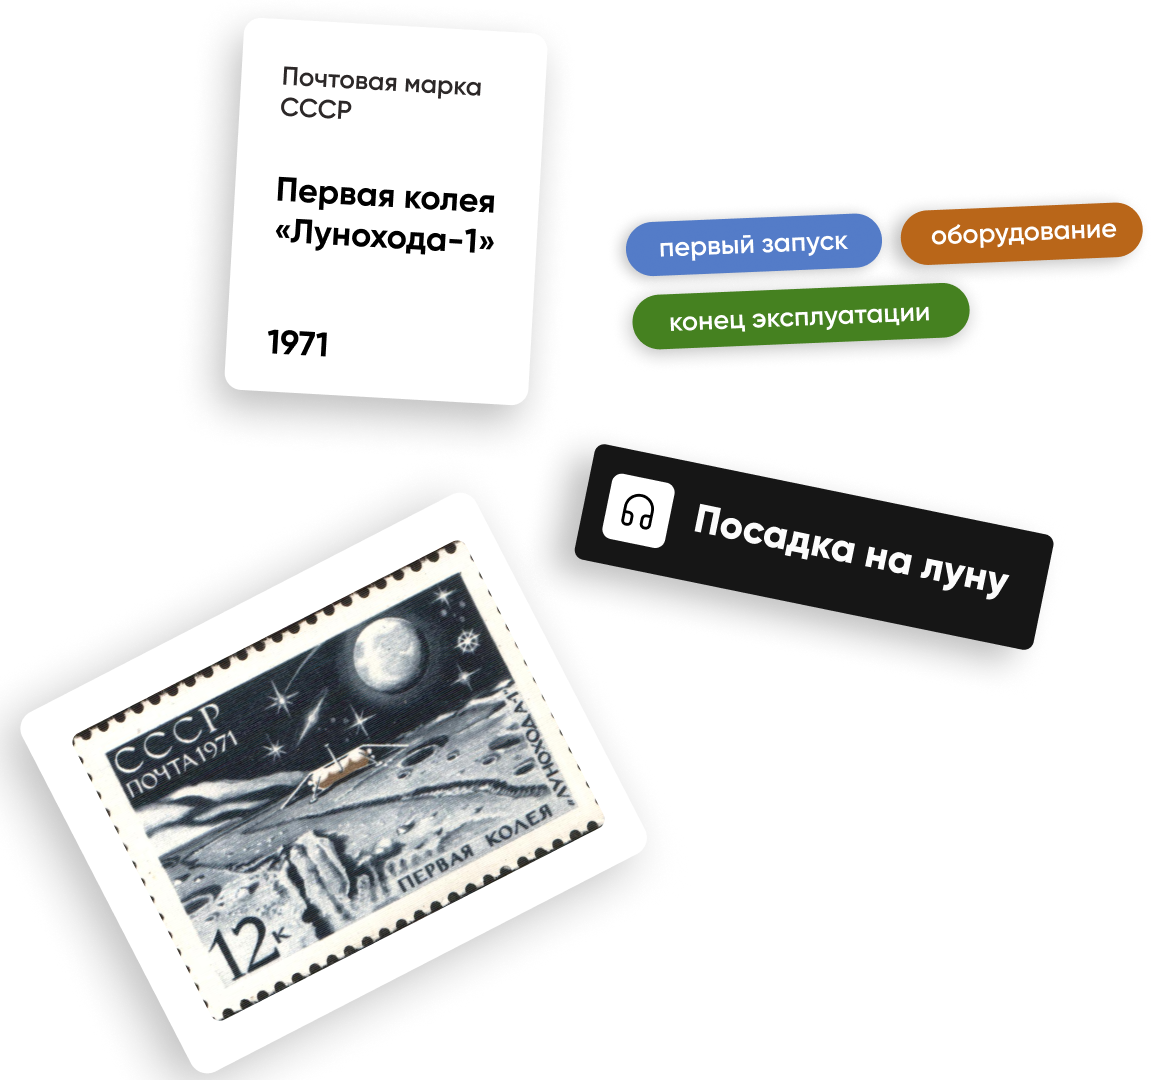 Почтовая марка
СССР
Первая колея
«Лунохода-1»
1971
первый запуск
оборудование
конец эксплуатации
Посадка на луну
СССР
ПОЧТА 1971
12к
ПЕРВАЯ КОЛЕЯ
„ЛУНОХОДА-1"